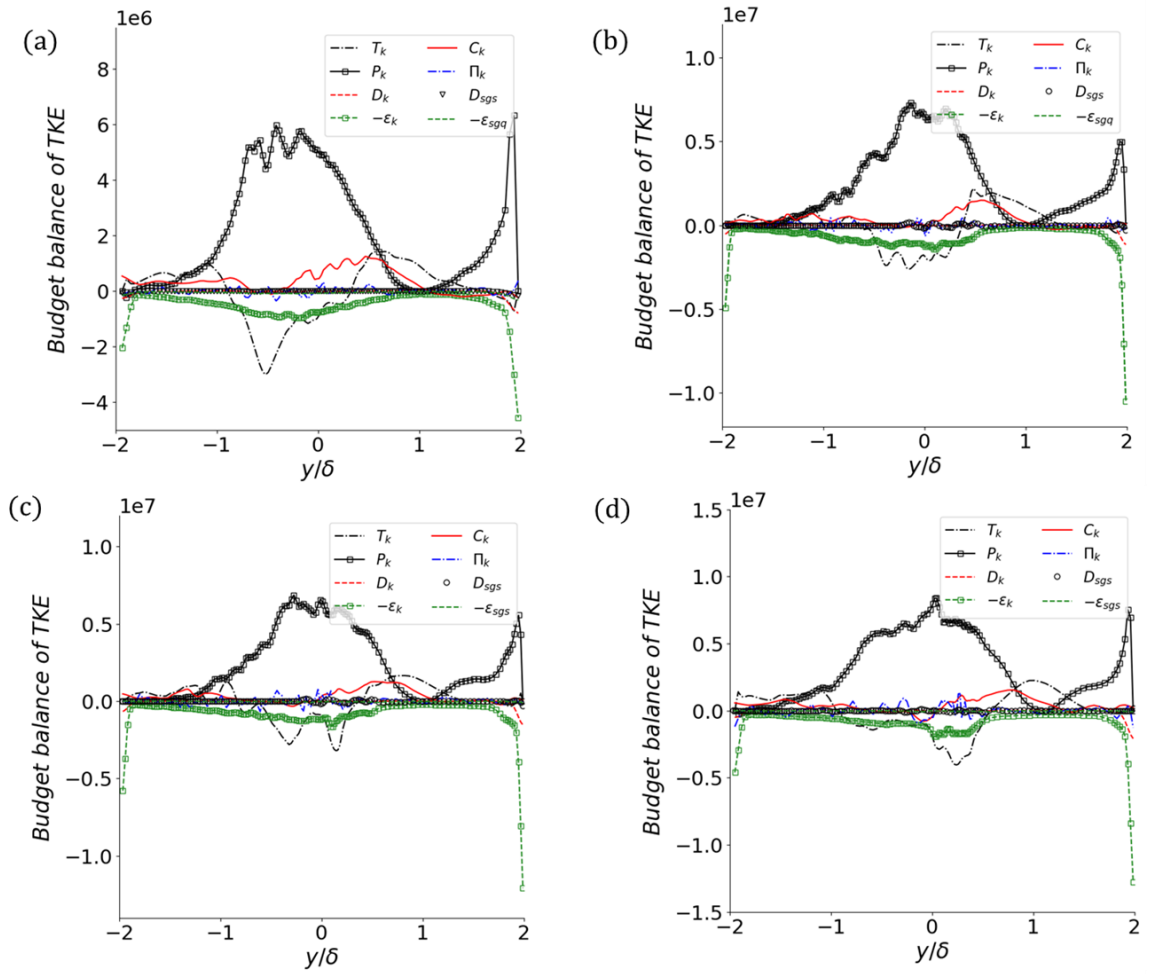 (a)
1e6
T_k C_k
P_k Π_k
D_k D_sgs
−ε_k −ε_sgq
Budget balance of TKE
8
6
4
2
0
−2
−4
−2 −1 0 1 2
y/δ
(b)
1e7
T_k C_k
P_k Π_k
D_k D_sgs
−ε_k −ε_sgq
Budget balance of TKE
1.0
0.5
0.0
−0.5
−1.0
−2 −1 0 1 2
y/δ
(c)
1e7
T_k C_k
P_k Π_k
D_k D_sgs
−ε_k −ε_sgs
Budget balance of TKE
1.0
0.5
0.0
−0.5
−1.0
−2 −1 0 1 2
y/δ
(d)
1e7
T_k C_k
P_k Π_k
D_k D_sgs
−ε_k −ε_sgs
Budget balance of TKE
1.5
1.0
0.5
0.0
−0.5
−1.0
−1.5
−2 −1 0 1 2
y/δ